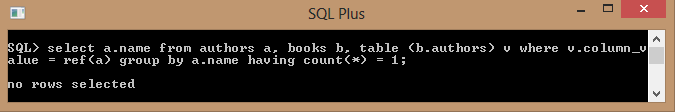 SQL Plus
SQL> select a.name from authors a, books b, table (b.authors) v where v.column_v
alue = ref(a) group by a.name having count(*) = 1;
no rows selected